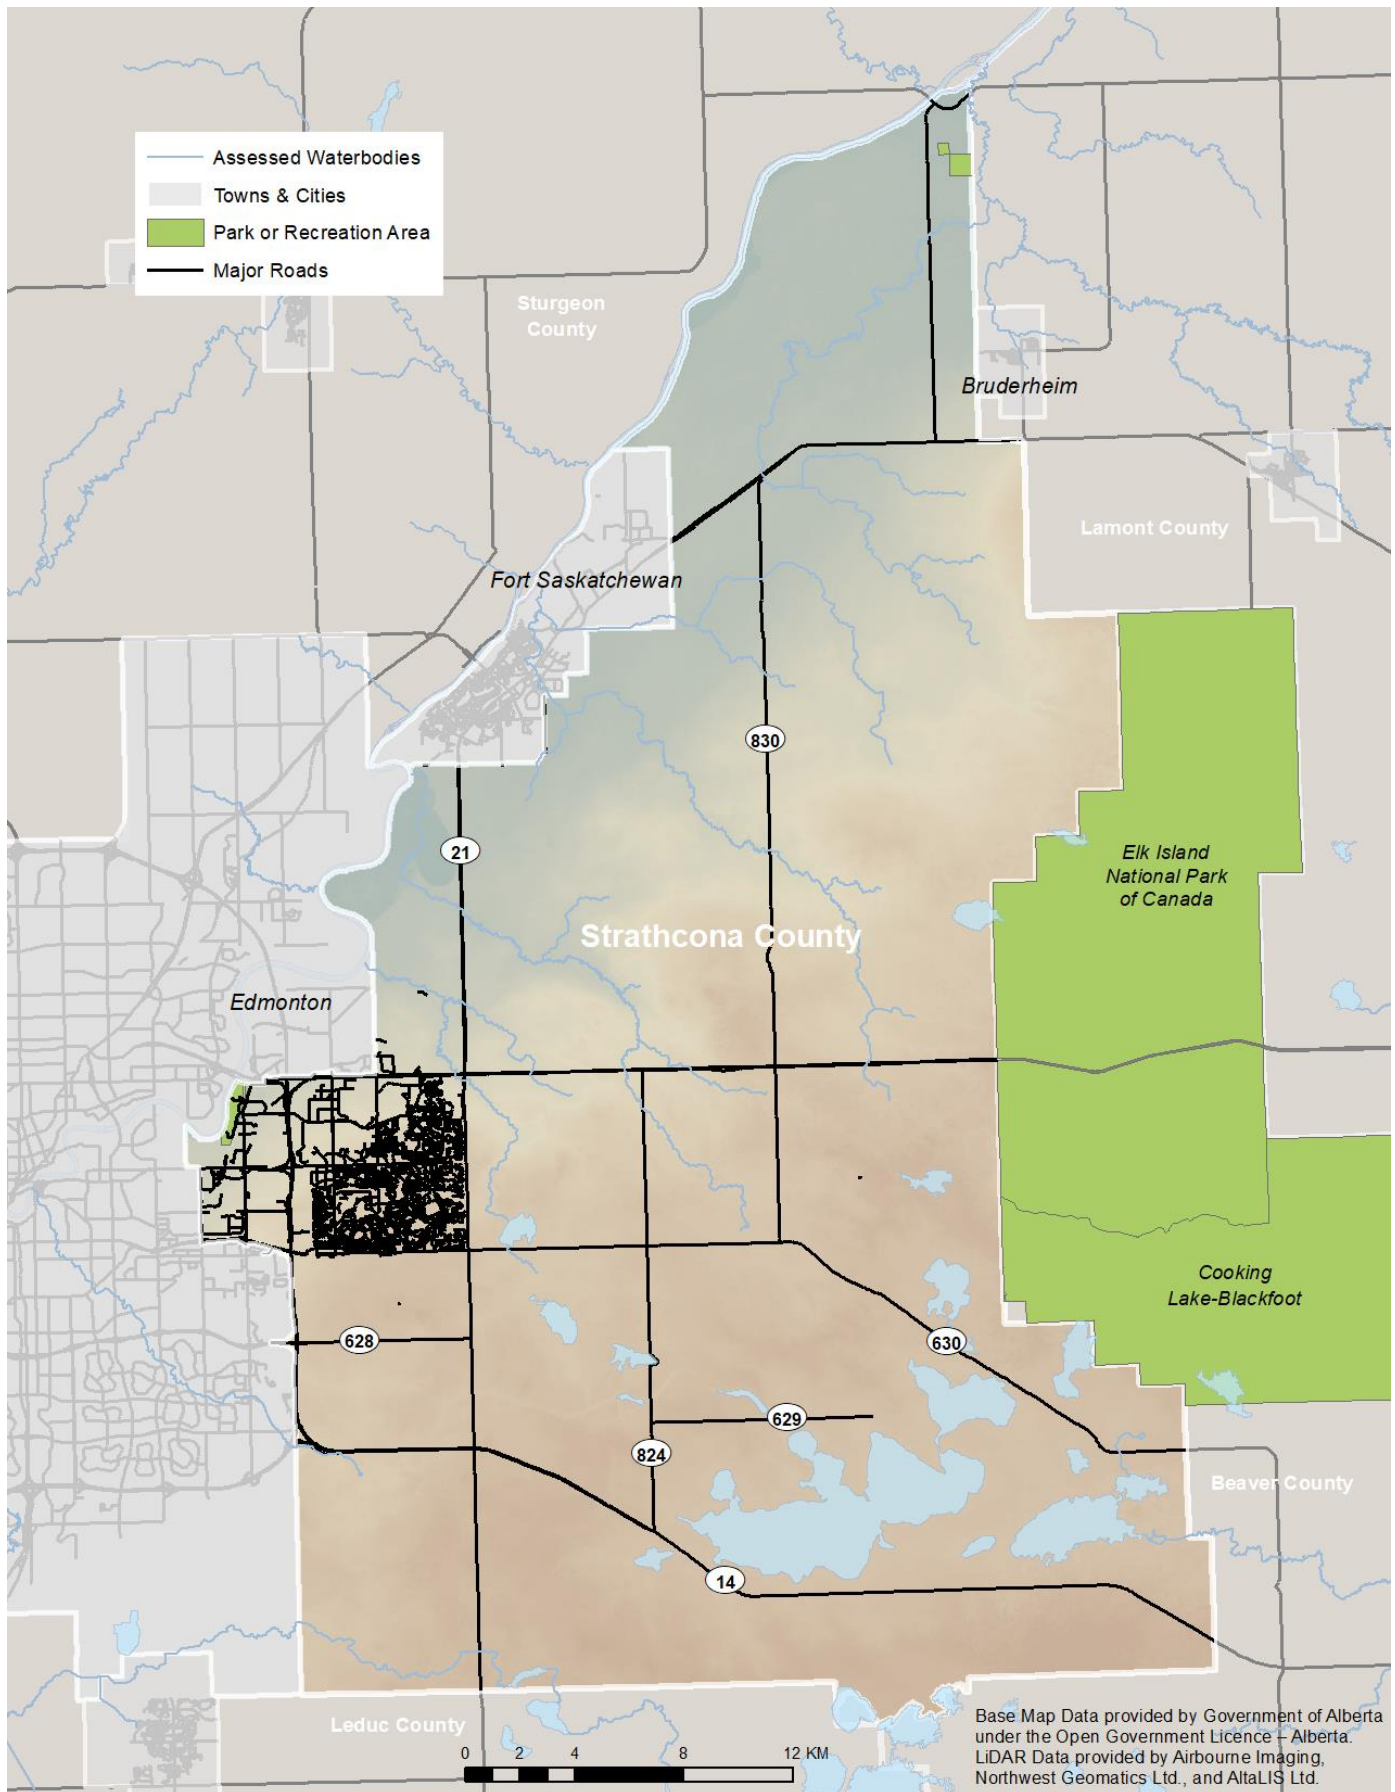 Assessed Waterbodies
Towns & Cities
Park or Recreation Area
Major Roads
Sturgeon
County
Bruderheim
Lamont County
Fort Saskatchewan
830
21
Elk Island
National Park
of Canada
Strathcona County
Edmonton
Cooking
Lake-Blackfoot
628
630
629
824
Beaver County
14
Leduc County
0 2 4 8 12 KM
Base Map Data provided by Government of Alberta
under the Open Government Licence – Alberta.
LiDAR Data provided by Airbourne Imaging,
Northwest Geomatics Ltd., and AltaLIS Ltd.